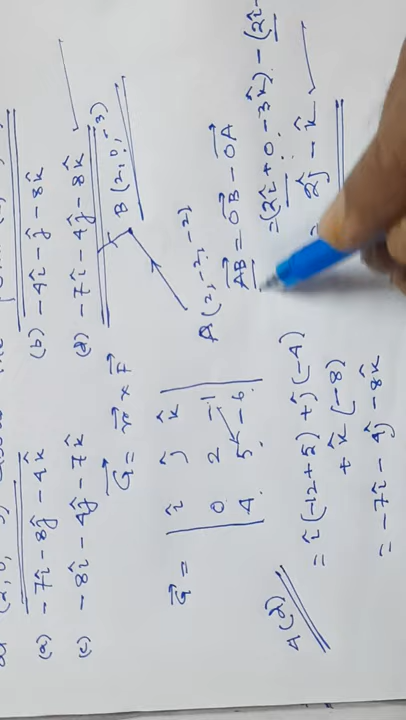 (a) -7î - 8ĵ - 4k̂ (b) -4î - ĵ - 8k̂
(c) -8î - 4ĵ - 7k̂ (d) -7î - 4ĵ - 8k̂
τ⃗ = r⃗ × F⃗
B (2, 0, -3)
A (2, -2, -2)
τ⃗ = | î ĵ k̂ |
| 0 2 -1 |
| 4 5 -6 |
AB⃗ = OB⃗ - OA⃗
= (2î + 0 - 3k̂) - (2î -
= 2ĵ - k̂
A(d)
= î (-12 + 5) + ĵ (-4)
+ k̂ (-8)
= -7î - 4ĵ - 8k̂